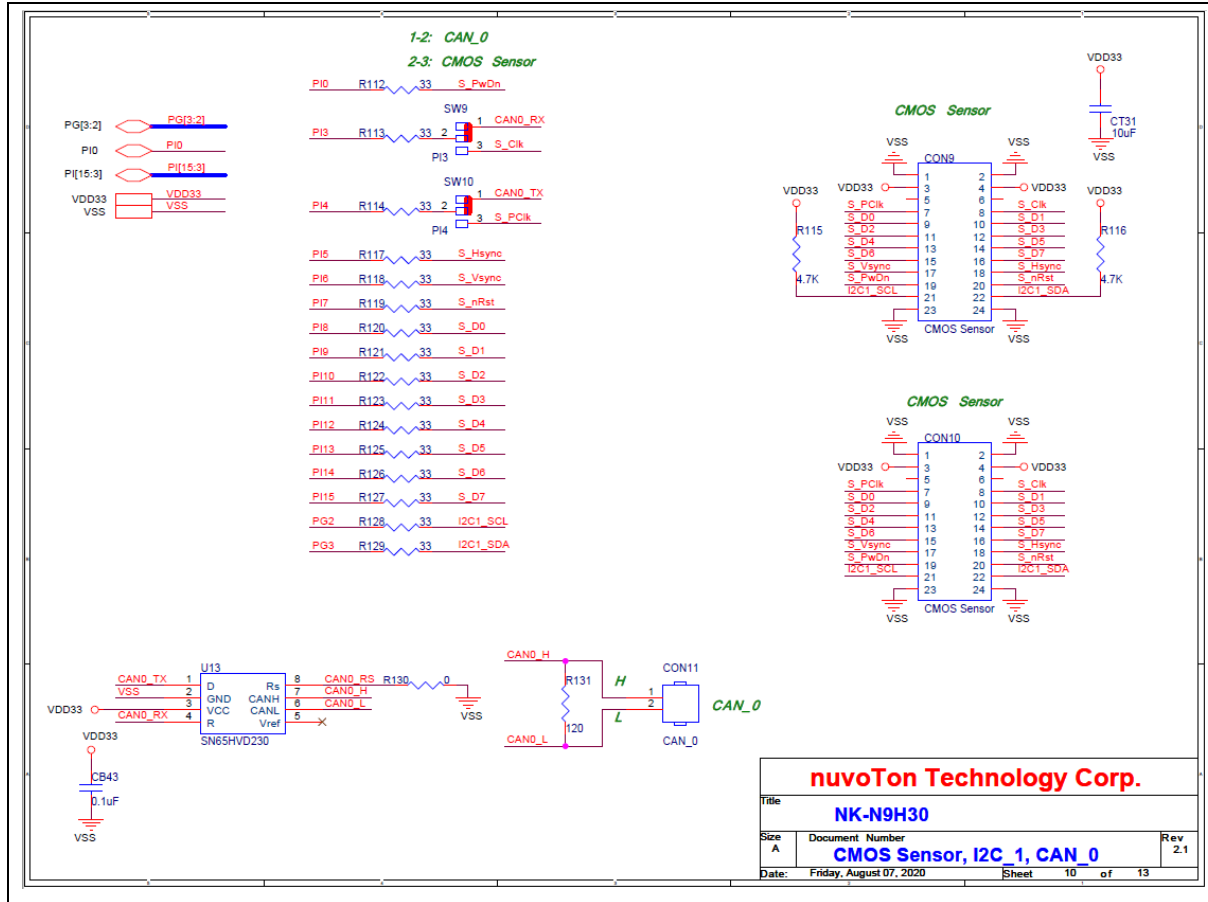 1-2: CAN_0
2-3: CMOS Sensor
PI0 R112 33 S_PwDn
SW9
PI3 R113 33 2 1 CAN0_RX
3 S_Clk
PI3
SW10
PI4 R114 33 2 1 CAN0_TX
3 S_PClk
PI4
PI5 R117 33 S_Hsync
PI6 R118 33 S_Vsync
PI7 R119 33 S_nRst
PI8 R120 33 S_D0
PI9 R121 33 S_D1
PI10 R122 33 S_D2
PI11 R123 33 S_D3
PI12 R124 33 S_D4
PI13 R125 33 S_D5
PI14 R126 33 S_D6
PI15 R127 33 S_D7
PG2 R128 33 I2C1_SCL
PG3 R129 33 I2C1_SDA
PG[3:2] PG[3:2]
PI0 PI0
PI[15:3] PI[15:3]
VDD33 VDD33
VSS VSS
VDD33
CT31
10uF
VSS
CMOS Sensor
VSS VSS
CON9
1 2
VDD33 3 4 VDD33
5 6
S_PClk 7 8 S_Clk
S_D0 9 10 S_D1
S_D2 11 12 S_D3
S_D4 13 14 S_D5
S_D6 15 16 S_D7
S_Vsync 17 18 S_Hsync
S_PwDn 19 20 S_nRst
I2C1_SCL 21 22 I2C1_SDA
23 24
VSS VSS
CMOS Sensor
VDD33
R115
4.7K
VDD33
R116
4.7K
CMOS Sensor
VSS VSS
CON10
1 2
VDD33 3 4 VDD33
5 6
S_PClk 7 8 S_Clk
S_D0 9 10 S_D1
S_D2 11 12 S_D3
S_D4 13 14 S_D5
S_D6 15 16 S_D7
S_Vsync 17 18 S_Hsync
S_PwDn 19 20 S_nRst
I2C1_SCL 21 22 I2C1_SDA
23 24
VSS VSS
CMOS Sensor
U13
CAN0_TX 1 D Rs 8 CAN0_RS R130 0
VSS 2 GND CANH 7 CAN0_H
VDD33 3 VCC CANL 6 CAN0_L
CAN0_RX 4 R Vref 5
SN65HVD230
VSS
VDD33
CB43
0.1uF
VSS
CAN0_H
R131
120
CAN0_L
H
L
CON11
1
2
CAN_0
CAN_0
nuvoTon Technology Corp.
Title
NK-N9H30
Size
A
Document Number
CMOS Sensor, I2C_1, CAN_0
Rev
2.1
Date: Friday, August 07, 2020 Sheet 10 of 13